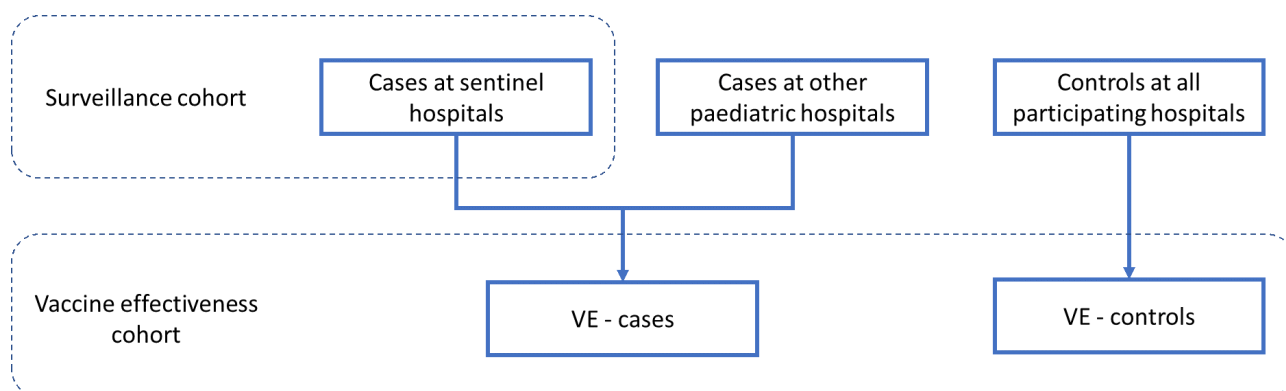 Surveillance cohort
Cases at sentinel
hospitals
Cases at other
paediatric hospitals
Controls at all
participating hospitals
Vaccine effectiveness
cohort
VE - cases
VE - controls